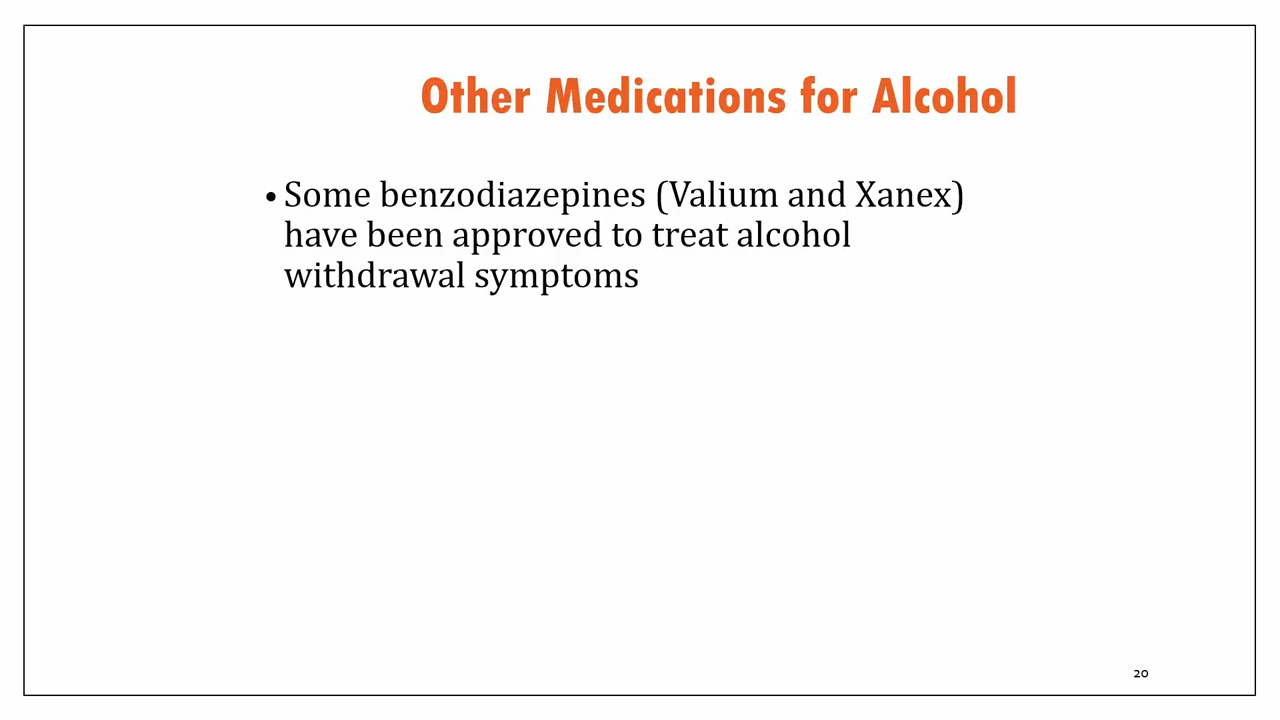 Other Medications for Alcohol
• Some benzodiazepines (Valium and Xanex)
have been approved to treat alcohol
withdrawal symptoms
20